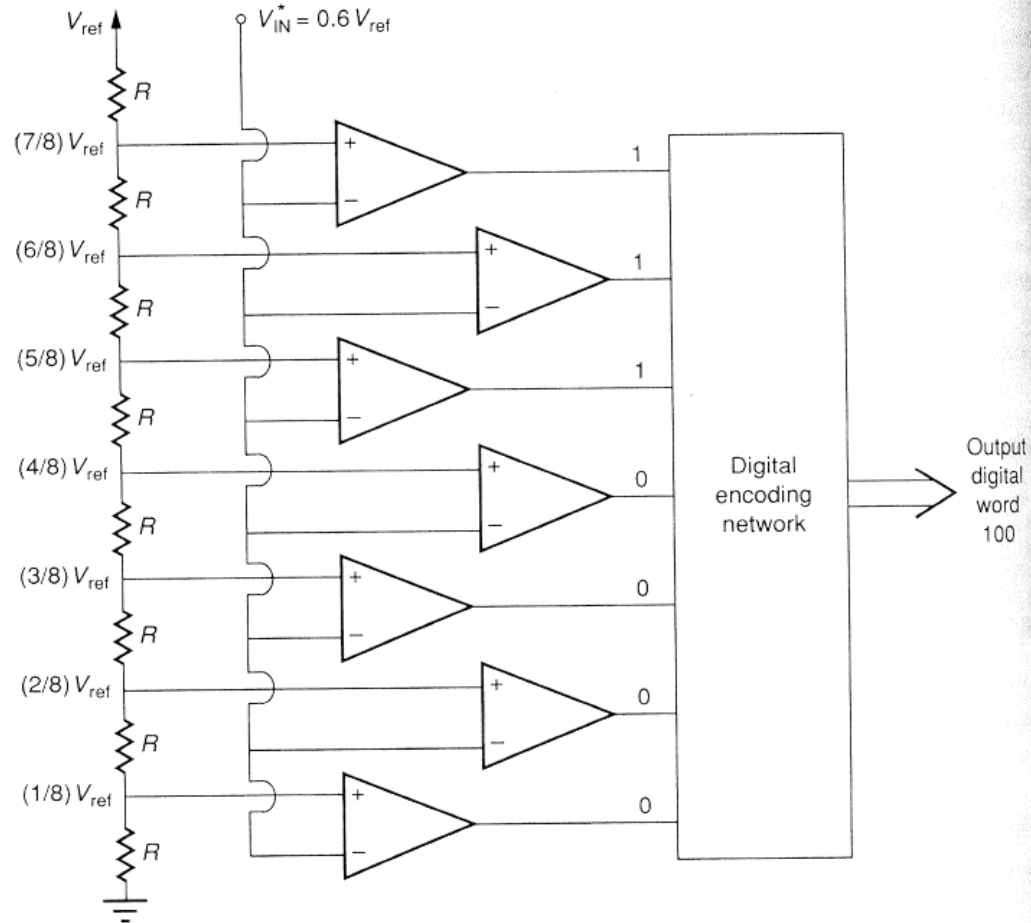 V_ref
V*_IN = 0.6 V_ref
R
(7/8) V_ref
+
−
1
R
(6/8) V_ref
+
−
1
R
(5/8) V_ref
+
−
1
R
(4/8) V_ref
+
−
0
R
(3/8) V_ref
+
−
0
R
(2/8) V_ref
+
−
0
R
(1/8) V_ref
+
−
0
R
Digital
encoding
network
Output
digital
word
100